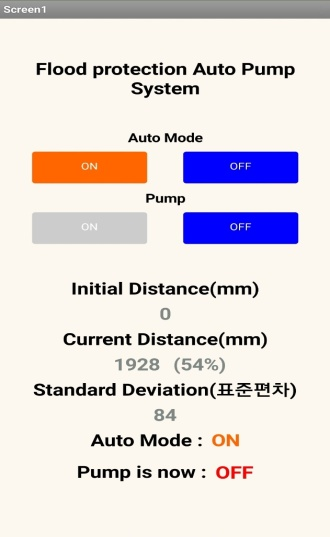 Screen1
Flood protection Auto Pump
System
Auto Mode
ON OFF
Pump
ON OFF
Initial Distance(mm)
0
Current Distance(mm)
1928 (54%)
Standard Deviation(표준편차)
84
Auto Mode : ON
Pump is now : OFF